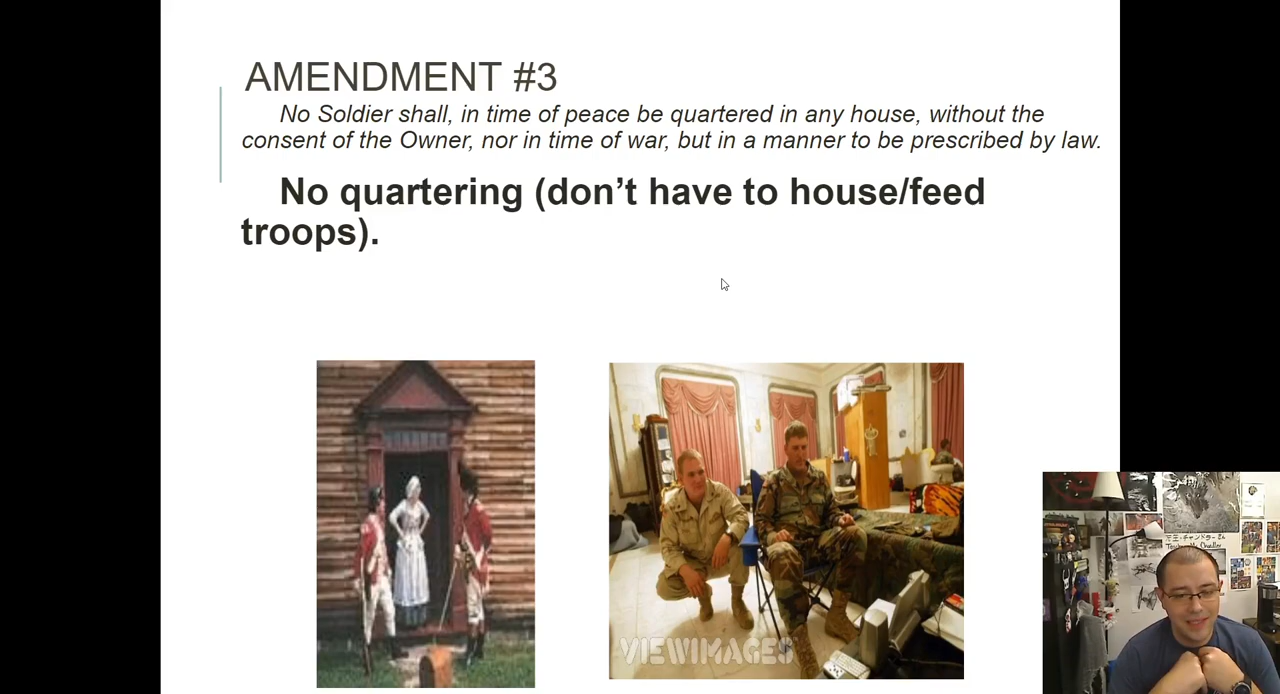 AMENDMENT #3
No Soldier shall, in time of peace be quartered in any house, without the
consent of the Owner, nor in time of war, but in a manner to be prescribed by law.
No quartering (don’t have to house/feed
troops).
VIEWIMAGES